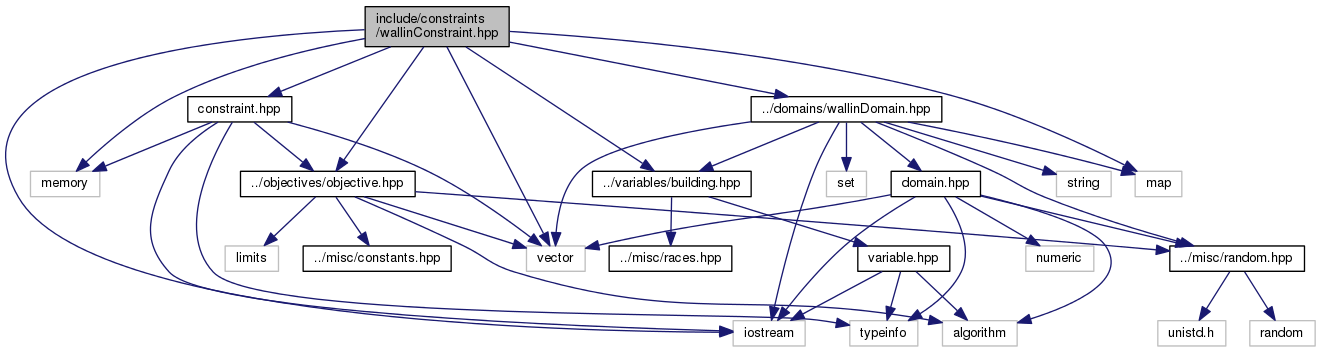 include/constraints
/wallinConstraint.hpp
constraint.hpp
../domains/wallinDomain.hpp
memory
../objectives/objective.hpp
../variables/building.hpp
set
domain.hpp
string
map
limits
../misc/constants.hpp
vector
../misc/races.hpp
variable.hpp
numeric
../misc/random.hpp
iostream
typeinfo
algorithm
unistd.h
random